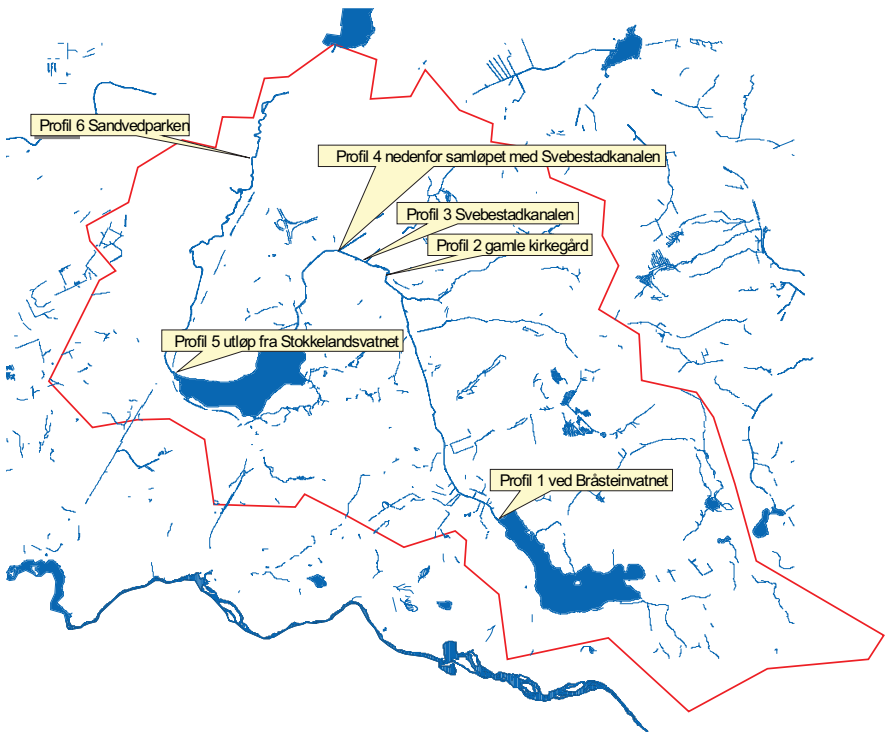 Profil 6 Sandvedparken
Profil 4 nedenfor samløpet med Svebestadkanalen
Profil 3 Svebestadkanalen
Profil 2 gamle kirkegård
Profil 5 utløp fra Stokkelandsvatnet
Profil 1 ved Bråsteinvatnet